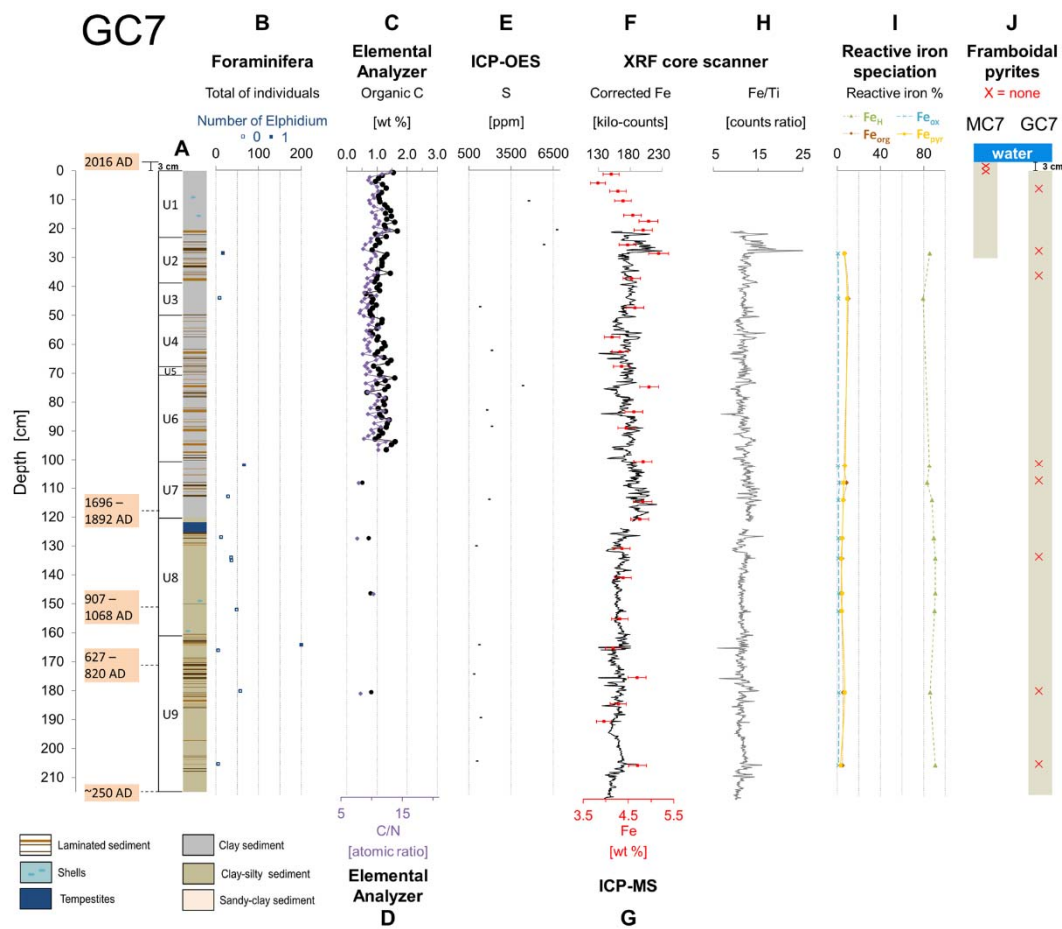 GC7
B
C
E
F
H
I
J
Foraminifera
Elemental
Analyzer
ICP-OES
XRF core scanner
Reactive iron
speciation
Framboidal
pyrites
Total of individuals
Organic C
S
Corrected Fe
Fe/Ti
Reactive iron %
X = none
Number of Elphidium
0 1
[wt %]
[ppm]
[kilo-counts]
[counts ratio]
Fe_H Fe_ox
Fe_org Fe_pyr
MC7 GC7
water
3 cm
A
2016 AD
3 cm
0 100 200
0.0 1.0 2.0 3.0
500 3500 6500
130 180 230
5 15 25
0 40 80
Depth [cm]
0
10
20
30
40
50
60
70
80
90
100
110
120
130
140
150
160
170
180
190
200
210
U1
U2
U3
U4
U5
U6
U7
U8
U9
1696 –
1892 AD
907 –
1068 AD
627 –
820 AD
~250 AD
5 15 3.0
C/N
[atomic ratio]
Elemental
Analyzer
D
3.5 4.5 5.5
Fe
[wt %]
ICP-MS
G
Laminated sediment
Shells
Tempestites
Clay sediment
Clay-silty sediment
Sandy-clay sediment